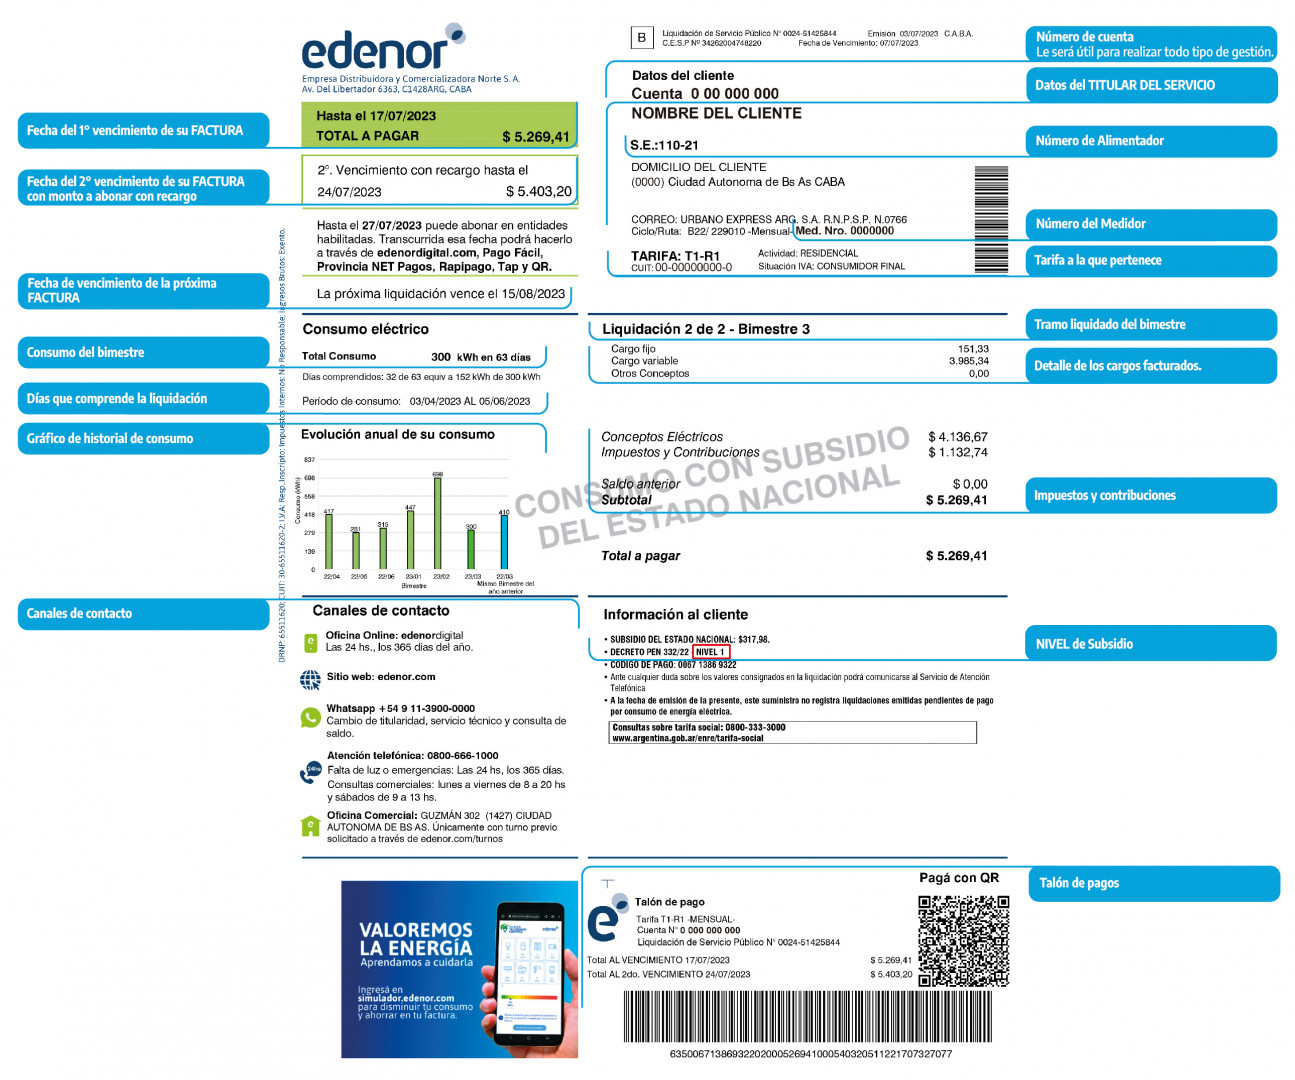 edenor
Empresa Distribuidora y Comercializadora Norte S. A.
Av. Del Libertador 6363, C1428ARG, CABA
B
Liquidación de Servicio Público N° 0024-51425844 Emisión 03/07/2023 C.A.B.A.
C.E.S.P Nº 34262004748220 Fecha de Vencimiento: 07/07/2023
Número de cuenta
Le será útil para realizar todo tipo de gestión.
Datos del cliente
Cuenta 0 00 000 000
Datos del TITULAR DEL SERVICIO
NOMBRE DEL CLIENTE
Fecha del 1º vencimiento de su FACTURA
Hasta el 17/07/2023
TOTAL A PAGAR $ 5.269,41
S.E.:110-21
Número de Alimentador
Fecha del 2º vencimiento de su FACTURA
con monto a abonar con recargo
2°. Vencimiento con recargo hasta el
24/07/2023 $ 5.403,20
DOMICILIO DEL CLIENTE
(0000) Ciudad Autonoma de Bs As CABA
Hasta el 27/07/2023 puede abonar en entidades
habilitadas. Transcurrida esa fecha podrá hacerlo
a través de edenordigital.com, Pago Fácil,
Provincia NET Pagos, Rapipago, Tap y QR.
CORREO: URBANO EXPRESS ARG. S.A. R.N.P.S.P. N.0766
Ciclo/Ruta: B22/ 229010 -Mensual- Med. Nro. 0000000
Número del Medidor
TARIFA: T1-R1 Actividad: RESIDENCIAL
CUIT: 00-00000000-0 Situación IVA: CONSUMIDOR FINAL
Tarifa a la que pertenece
Fecha de vencimiento de la próxima
FACTURA
La próxima liquidación vence el 15/08/2023
DRNP: 65511620; CUIT: 30-65511620-2; I.V.A: Resp. Inscripto; Impuestos Internos: No Responsable; Ingresos Brutos: Exento.
Consumo eléctrico
Liquidación 2 de 2 - Bimestre 3
Tramo liquidado del bimestre
Consumo del bimestre
Total Consumo 300 kWh en 63 días
Días comprendidos: 32 de 63 equiv a 152 kWh de 300 kWh
Cargo fijo 151,33
Cargo variable 3.985,34
Otros Conceptos 0,00
Detalle de los cargos facturados.
Días que comprende la liquidación
Período de consumo: 03/04/2023 AL 05/06/2023
Gráfico de historial de consumo
Evolución anual de su consumo
837
698
558
418
279
139
0
Consumo (kWh)
417
281
315
447
698
300
410
22/04 22/05 22/06 23/01 23/02 23/03 22/03
Bimestre
Mismo Bimestre del
año anterior
CONSUMO CON SUBSIDIO
DEL ESTADO NACIONAL
Conceptos Eléctricos $ 4.136,67
Impuestos y Contribuciones $ 1.132,74
Saldo anterior $ 0,00
Subtotal $ 5.269,41
Impuestos y contribuciones
Total a pagar $ 5.269,41
Canales de contacto
Canales de contacto
Oficina Online: edenordigital
Las 24 hs., los 365 dias del año.
Sitio web: edenor.com
Whatsapp +54 9 11-3900-0000
Cambio de titularidad, servicio técnico y consulta de
saldo.
24hs
Atención telefónica: 0800-666-1000
Falta de luz o emergencias: Las 24 hs, los 365 días.
Consultas comerciales: lunes a viernes de 8 a 20 hs
y sábados de 9 a 13 hs.
Oficina Comercial: GUZMÁN 302 (1427) CIUDAD
AUTONOMA DE BS AS. Únicamente con turno previo
solicitado a través de edenor.com/turnos
Información al cliente
• SUBSIDIO DEL ESTADO NACIONAL: $317,98.
• DECRETO PEN 332/22 NIVEL 1
• CODIGO DE PAGO: 0067 1386 9322
• Ante cualquier duda sobre los valores consignados en la liquidación podrá comunicarse al Servicio de Atención
Telefónica
• A la fecha de emisión de la presente, este suministro no registra liquidaciones emitidas pendientes de pago
por consumo de energía eléctrica.
Consultas sobre tarifa social: 0800-333-3000
www.argentina.gob.ar/enre/tarifa-social
NIVEL de Subsidio
VALOREMOS
LA ENERGÍA
Aprendamos a cuidarla
Ingresá en
simulador.edenor.com
para disminuir tu consumo
y ahorrar en tu factura.
edenor
Pagá con QR
Talón de pagos
e
Talón de pago
Tarifa T1-R1 -MENSUAL-
Cuenta N° 0 000 000 000
Liquidación de Servicio Público N° 0024-51425844
Total AL VENCIMIENTO 17/07/2023 $ 5.269,41
Total AL 2do. VENCIMIENTO 24/07/2023 $ 5.403,20
63500671386932202000526941000540320511221707327077